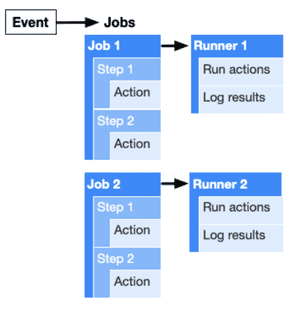 Event
Jobs
Job 1
Runner 1
Step 1
Run actions
Action
Log results
Step 2
Action
Job 2
Runner 2
Step 1
Run actions
Action
Log results
Step 2
Action